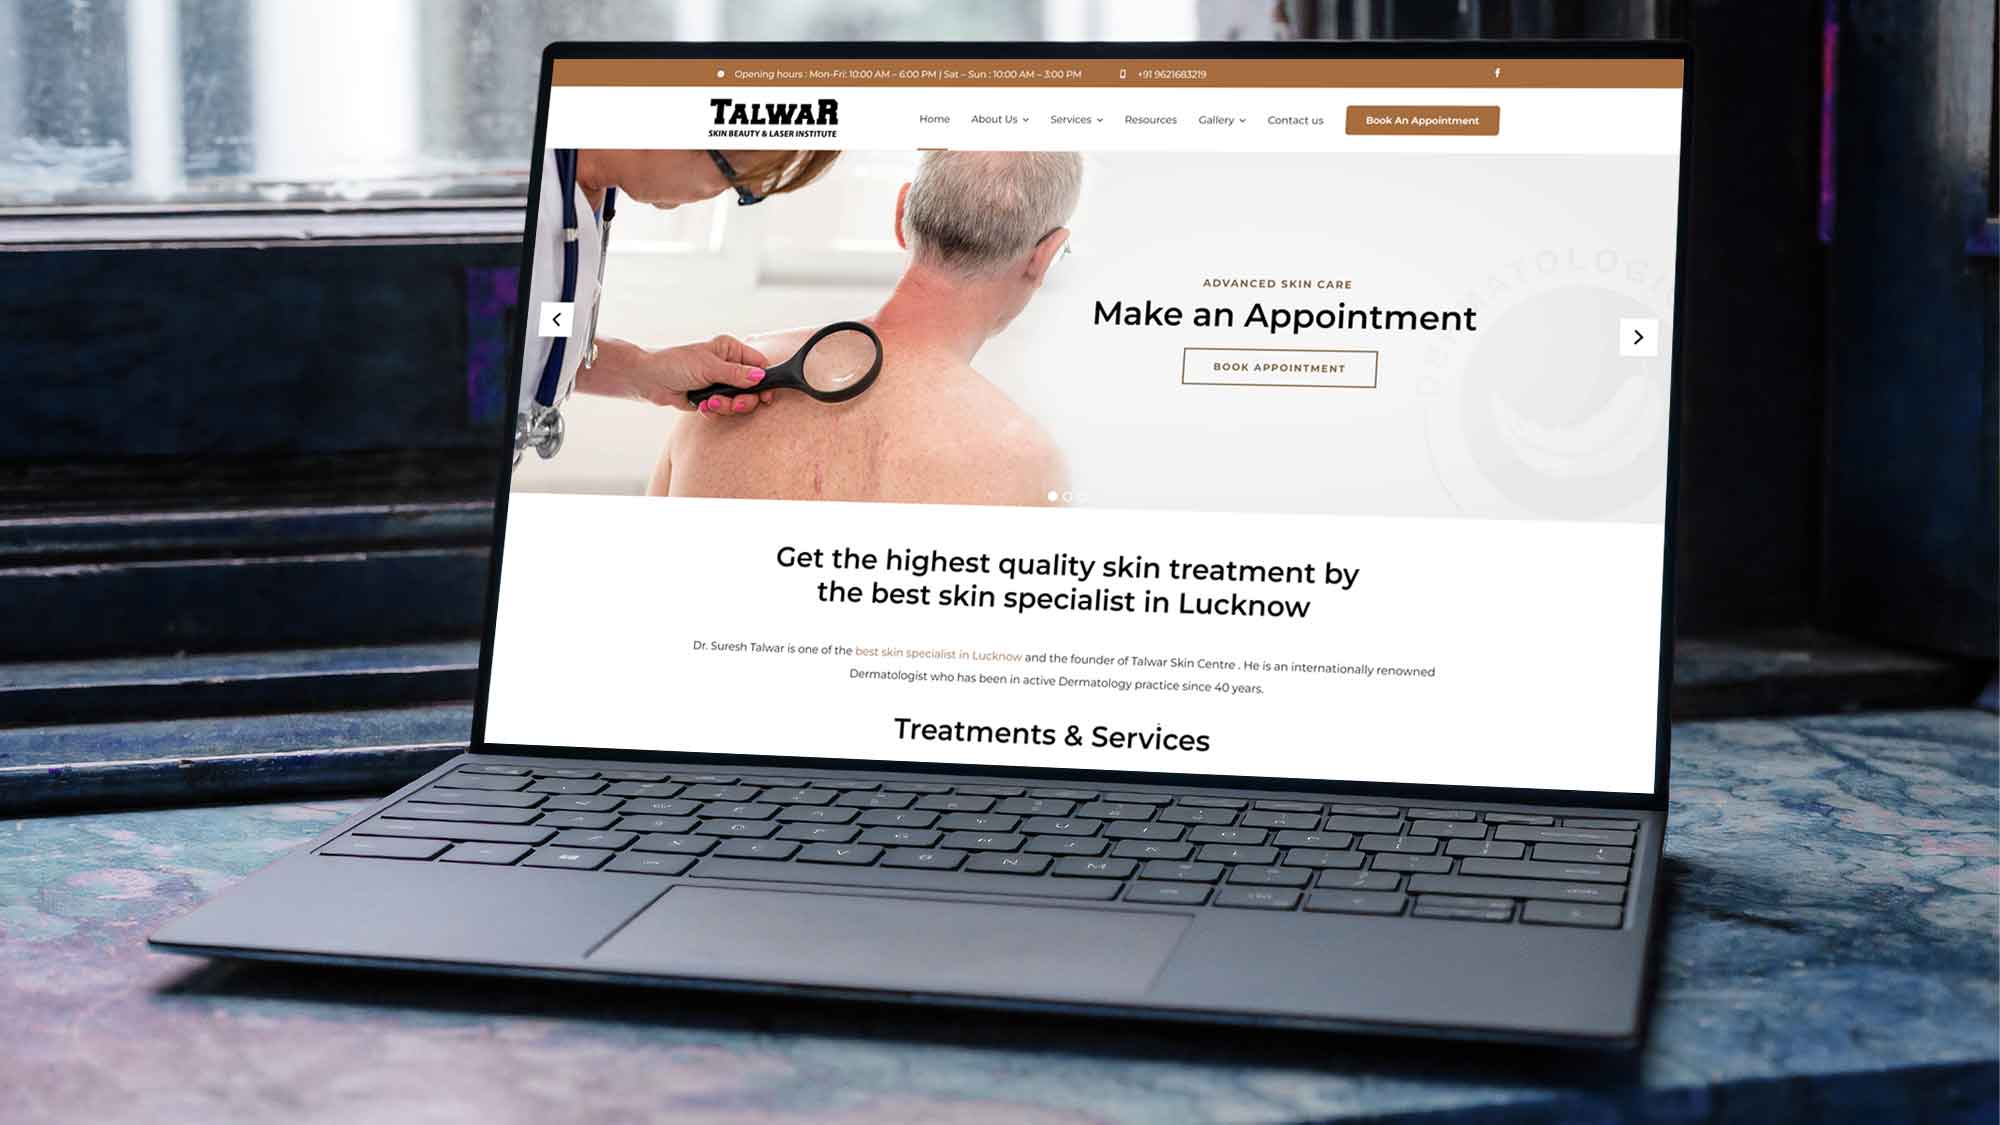 Opening hours : Mon-Fri: 10:00 AM – 6:00 PM | Sat – Sun : 10:00 AM – 3:00 PM
+91 9621683219
TALWAR
SKIN BEAUTY & LASER INSTITUTE
Home About Us Services Resources Gallery Contact us Book An Appointment
ADVANCED SKIN CARE
Make an Appointment
BOOK APPOINTMENT
Get the highest quality skin treatment by
the best skin specialist in Lucknow
Dr. Suresh Talwar is one of the best skin specialist in Lucknow and the founder of Talwar Skin Centre . He is an internationally renowned
Dermatologist who has been in active Dermatology practice since 40 years.
Treatments & Services